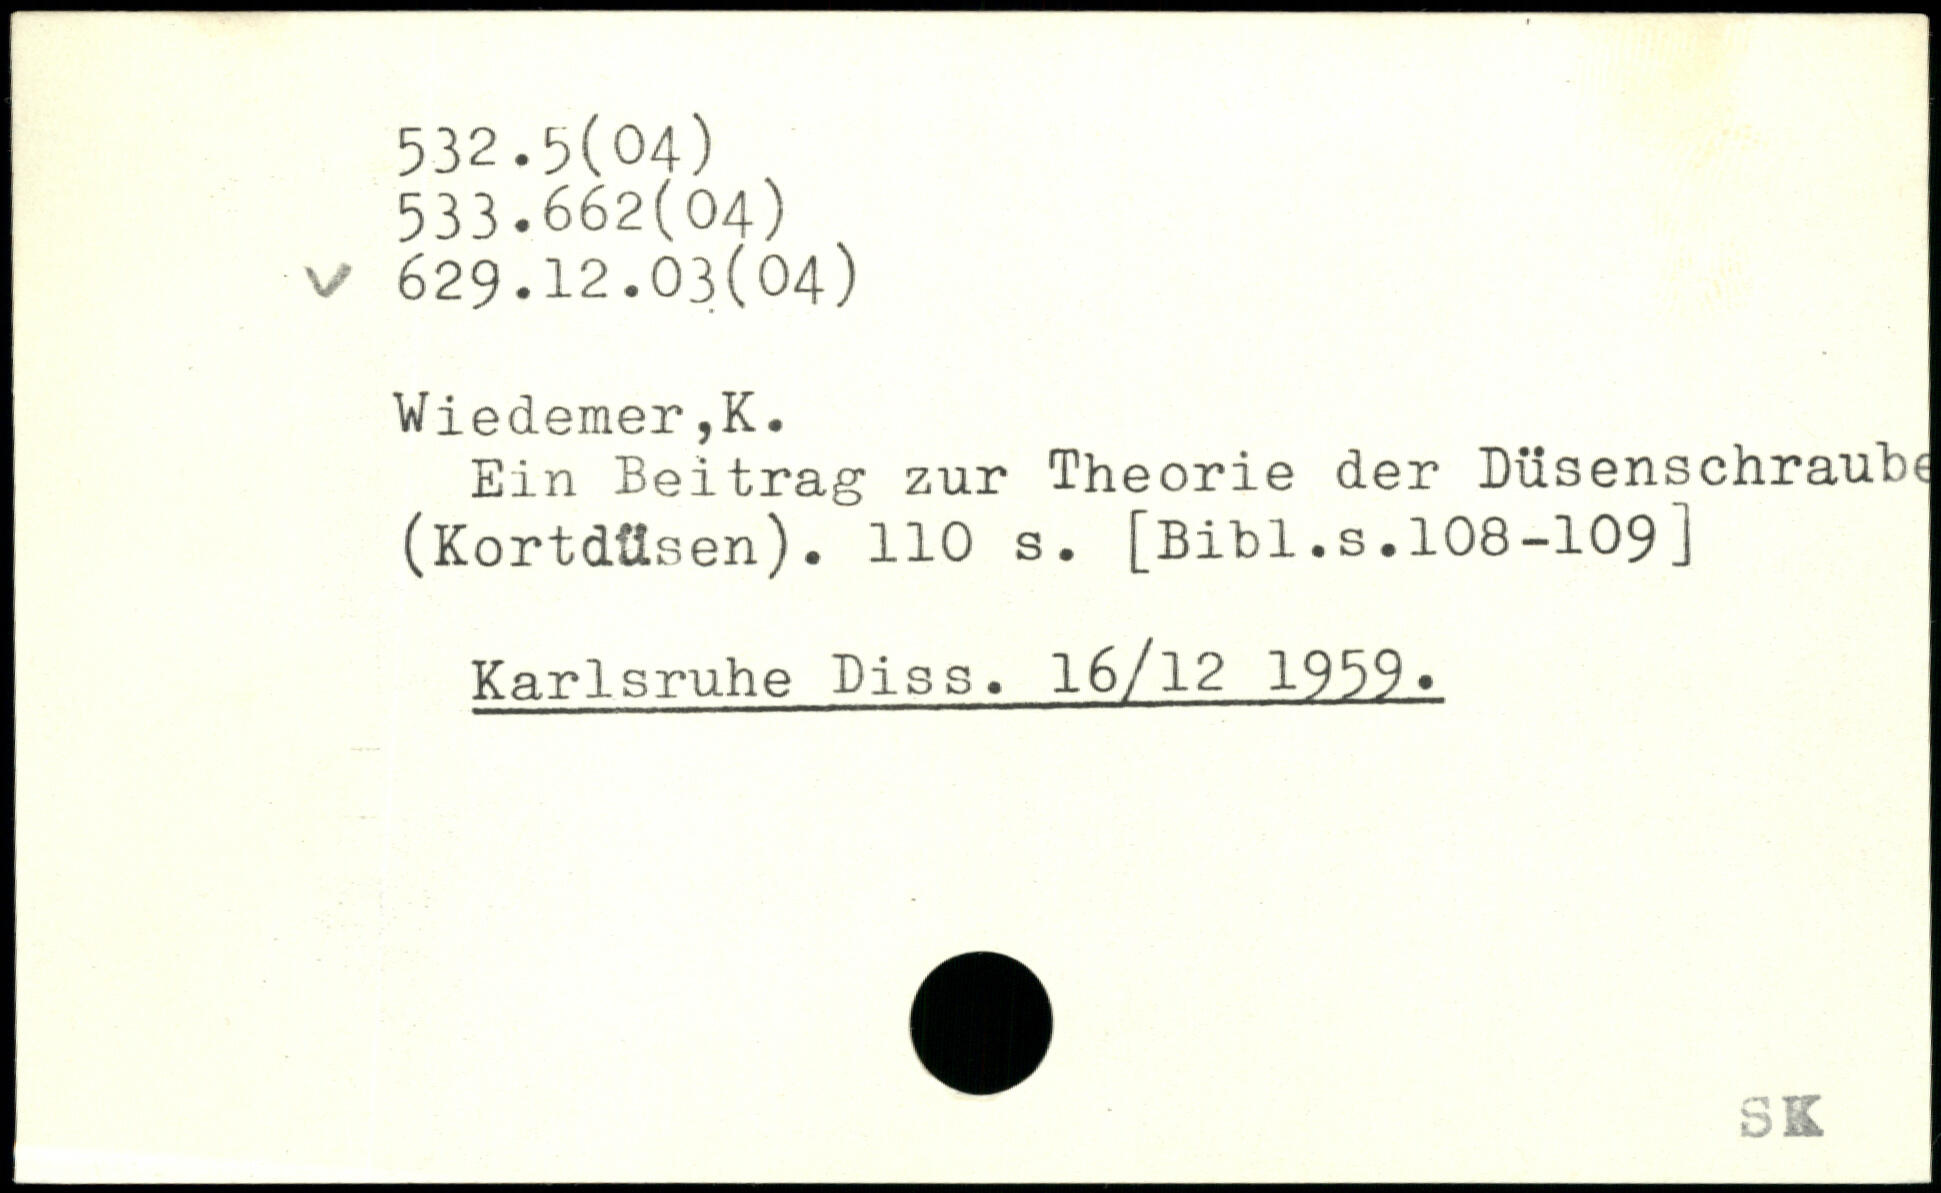 532.5(04)
533.662(04)
v 629.12.03(04)
Wiedemer,K.
Ein Beitrag zur Theorie der Düsenschraube
(Kortdüsen). 110 s. [Bibl.s.108-109]
Karlsruhe Diss. 16/12 1959.
SK